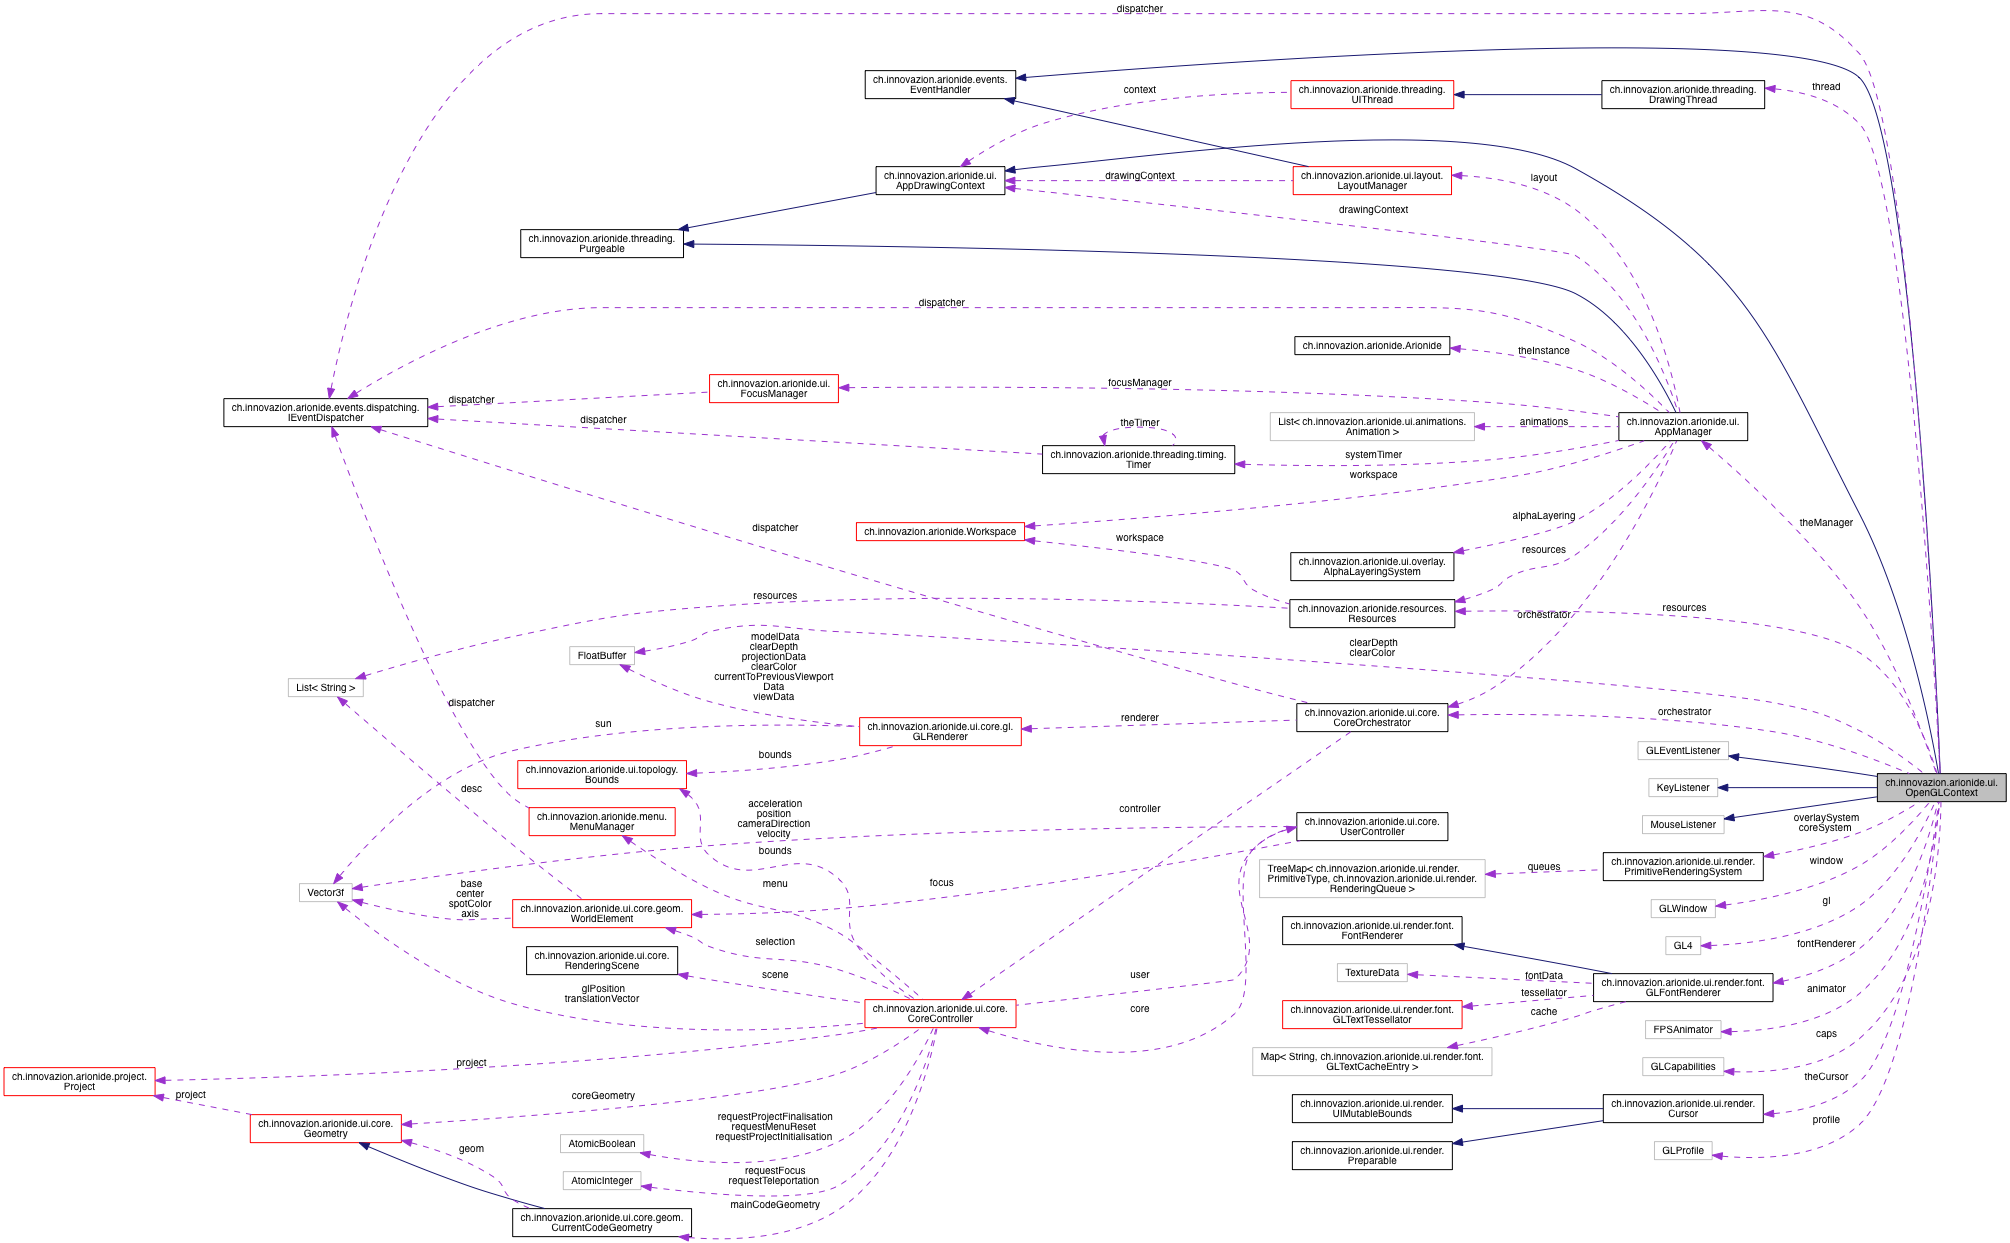 dispatcher
ch.innovazion.arionide.events.
EventHandler
context
ch.innovazion.arionide.threading.
UIThread
ch.innovazion.arionide.threading.
DrawingThread
thread
ch.innovazion.arionide.ui.
AppDrawingContext
drawingContext
ch.innovazion.arionide.ui.layout.
LayoutManager
layout
drawingContext
ch.innovazion.arionide.threading.
Purgeable
dispatcher
ch.innovazion.arionide.Arionide
theInstance
ch.innovazion.arionide.ui.
FocusManager
focusManager
ch.innovazion.arionide.events.dispatching.
IEventDispatcher
dispatcher
dispatcher
theTimer
ch.innovazion.arionide.threading.timing.
Timer
List< ch.innovazion.arionide.ui.animations.
Animation >
animations
ch.innovazion.arionide.ui.
AppManager
systemTimer
workspace
dispatcher
ch.innovazion.arionide.Workspace
workspace
alphaLayering
theManager
ch.innovazion.arionide.ui.overlay.
AlphaLayeringSystem
resources
resources
ch.innovazion.arionide.resources.
Resources
orchestrator
resources
FloatBuffer
modelData
clearDepth
projectionData
clearColor
currentToPreviousViewport
Data
viewData
clearDepth
clearColor
List< String >
dispatcher
sun
ch.innovazion.arionide.ui.core.gl.
GLRenderer
renderer
ch.innovazion.arionide.ui.core.
CoreOrchestrator
orchestrator
GLEventListener
bounds
ch.innovazion.arionide.ui.topology.
Bounds
desc
KeyListener
ch.innovazion.arionide.ui.
OpenGLContext
ch.innovazion.arionide.menu.
MenuManager
acceleration
position
cameraDirection
velocity
controller
ch.innovazion.arionide.ui.core.
UserController
MouseListener
overlaySystem
coreSystem
bounds
menu
focus
TreeMap< ch.innovazion.arionide.ui.render.
PrimitiveType, ch.innovazion.arionide.ui.render.
RenderingQueue >
queues
ch.innovazion.arionide.ui.render.
PrimitiveRenderingSystem
window
Vector3f
base
center
spotColor
axis
ch.innovazion.arionide.ui.core.geom.
WorldElement
GLWindow
gl
selection
ch.innovazion.arionide.ui.render.font.
FontRenderer
GL4
fontRenderer
ch.innovazion.arionide.ui.core.
RenderingScene
scene
user
TextureData
fontData
ch.innovazion.arionide.ui.render.font.
GLFontRenderer
animator
glPosition
translationVector
tessellator
ch.innovazion.arionide.ui.core.
CoreController
core
ch.innovazion.arionide.ui.render.font.
GLTextTessellator
cache
FPSAnimator
caps
Map< String, ch.innovazion.arionide.ui.render.font.
GLTextCacheEntry >
GLCapabilities
project
ch.innovazion.arionide.project.
Project
theCursor
project
coreGeometry
ch.innovazion.arionide.ui.render.
UIMutableBounds
ch.innovazion.arionide.ui.render.
Cursor
profile
ch.innovazion.arionide.ui.core.
Geometry
requestProjectFinalisation
requestMenuReset
requestProjectInitialisation
AtomicBoolean
geom
ch.innovazion.arionide.ui.render.
Preparable
GLProfile
AtomicInteger
requestFocus
requestTeleportation
mainCodeGeometry
ch.innovazion.arionide.ui.core.geom.
CurrentCodeGeometry